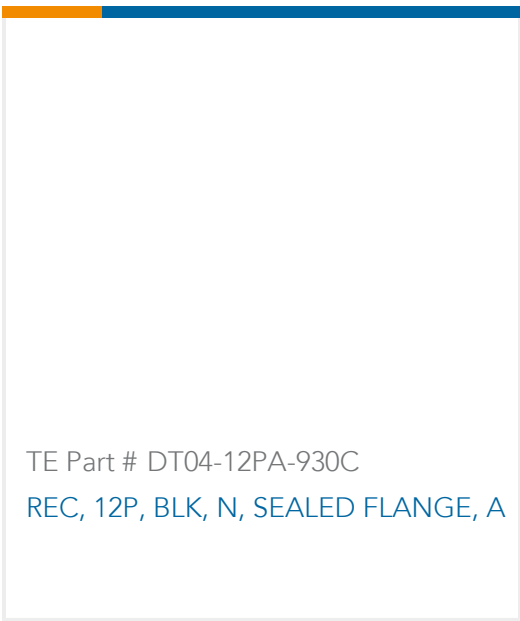 TE Part # DT04-12PA-930C
REC, 12P, BLK, N, SEALED FLANGE, A